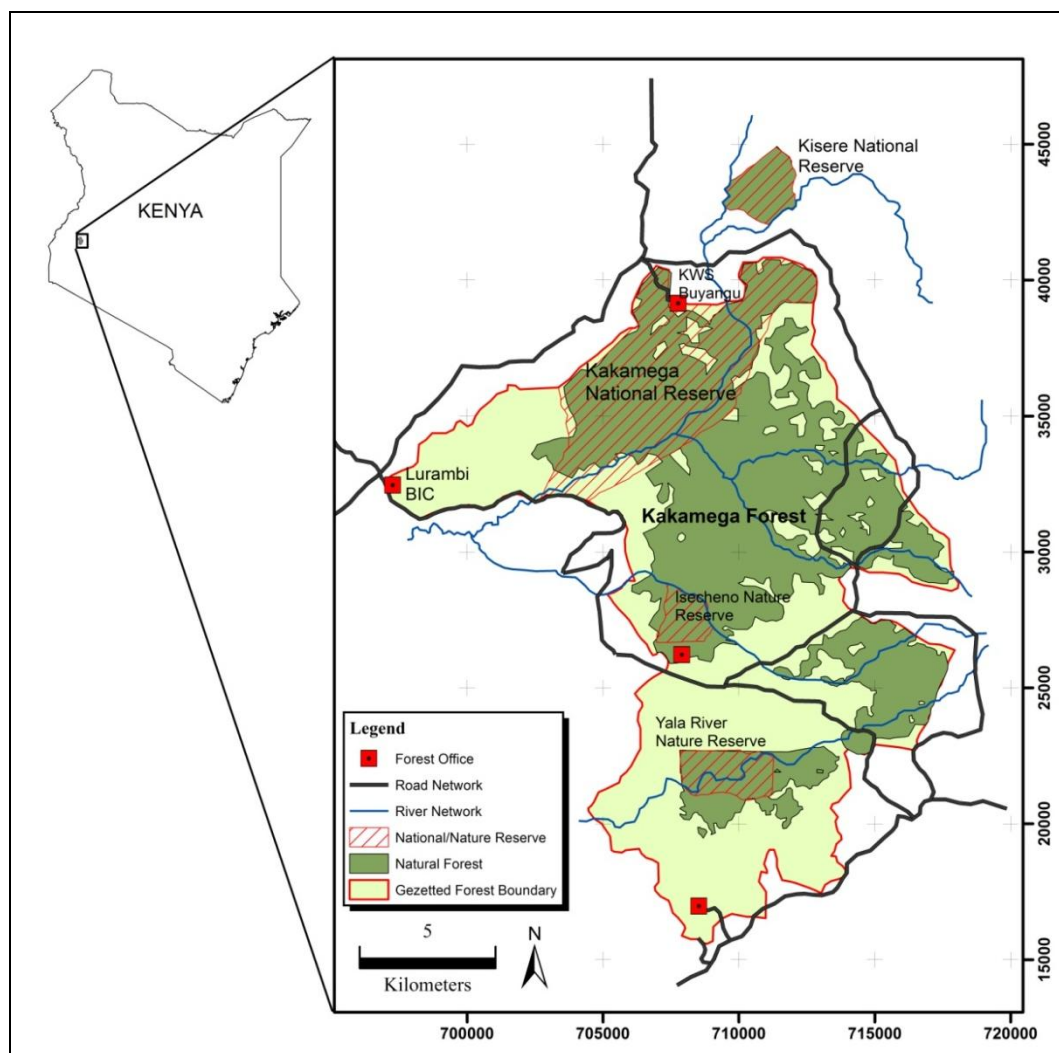 KENYA
Kisere National
Reserve
KWS
Buyangu
Kakamega
National Reserve
Lurambi
BIC
Kakamega Forest
Isecheno Nature
Reserve
Yala River
Nature Reserve
Legend
Forest Office
Road Network
River Network
National/Nature Reserve
Natural Forest
Gezetted Forest Boundary
5
Kilometers
N
45000
40000
35000
30000
25000
20000
15000
700000
705000
710000
715000
720000